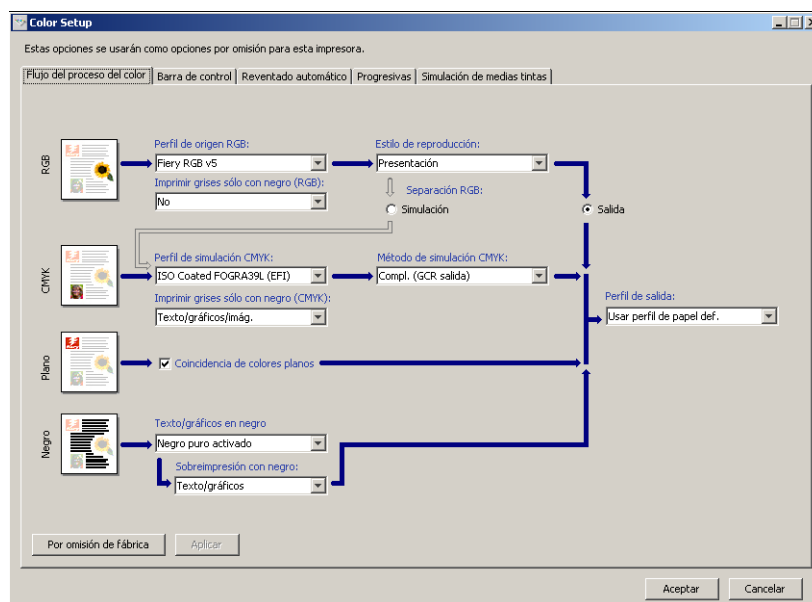 Color Setup
Estas opciones se usarán como opciones por omisión para esta impresora.
Flujo del proceso del color
Barra de control
Reventado automático
Progresivas
Simulación de medias tintas
RGB
Perfil de origen RGB:
Fiery RGB v5
Imprimir grises sólo con negro (RGB):
No
Estilo de reproducción:
Presentación
Separación RGB:
Simulación
Salida
CMYK
Perfil de simulación CMYK:
ISO Coated FOGRA39L (EFI)
Imprimir grises sólo con negro (CMYK):
Texto/gráficos/imág.
Método de simulación CMYK:
Compl. (GCR salida)
Perfil de salida:
Usar perfil de papel def.
Plano
Coincidencia de colores planos
Negro
Texto/gráficos en negro
Negro puro activado
Sobreimpresión con negro:
Texto/gráficos
Por omisión de fábrica
Aplicar
Aceptar
Cancelar